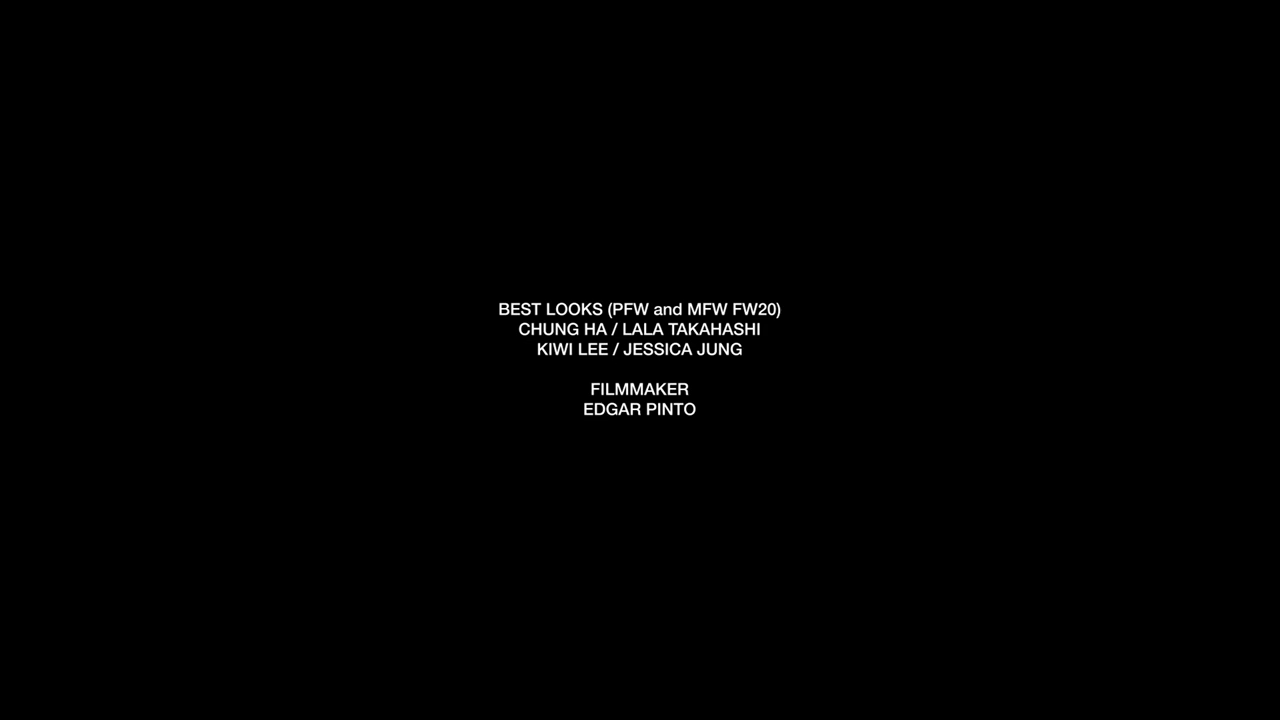 BEST LOOKS (PFW and MFW FW20)
CHUNG HA / LALA TAKAHASHI
KIWI LEE / JESSICA JUNG
FILMMAKER
EDGAR PINTO